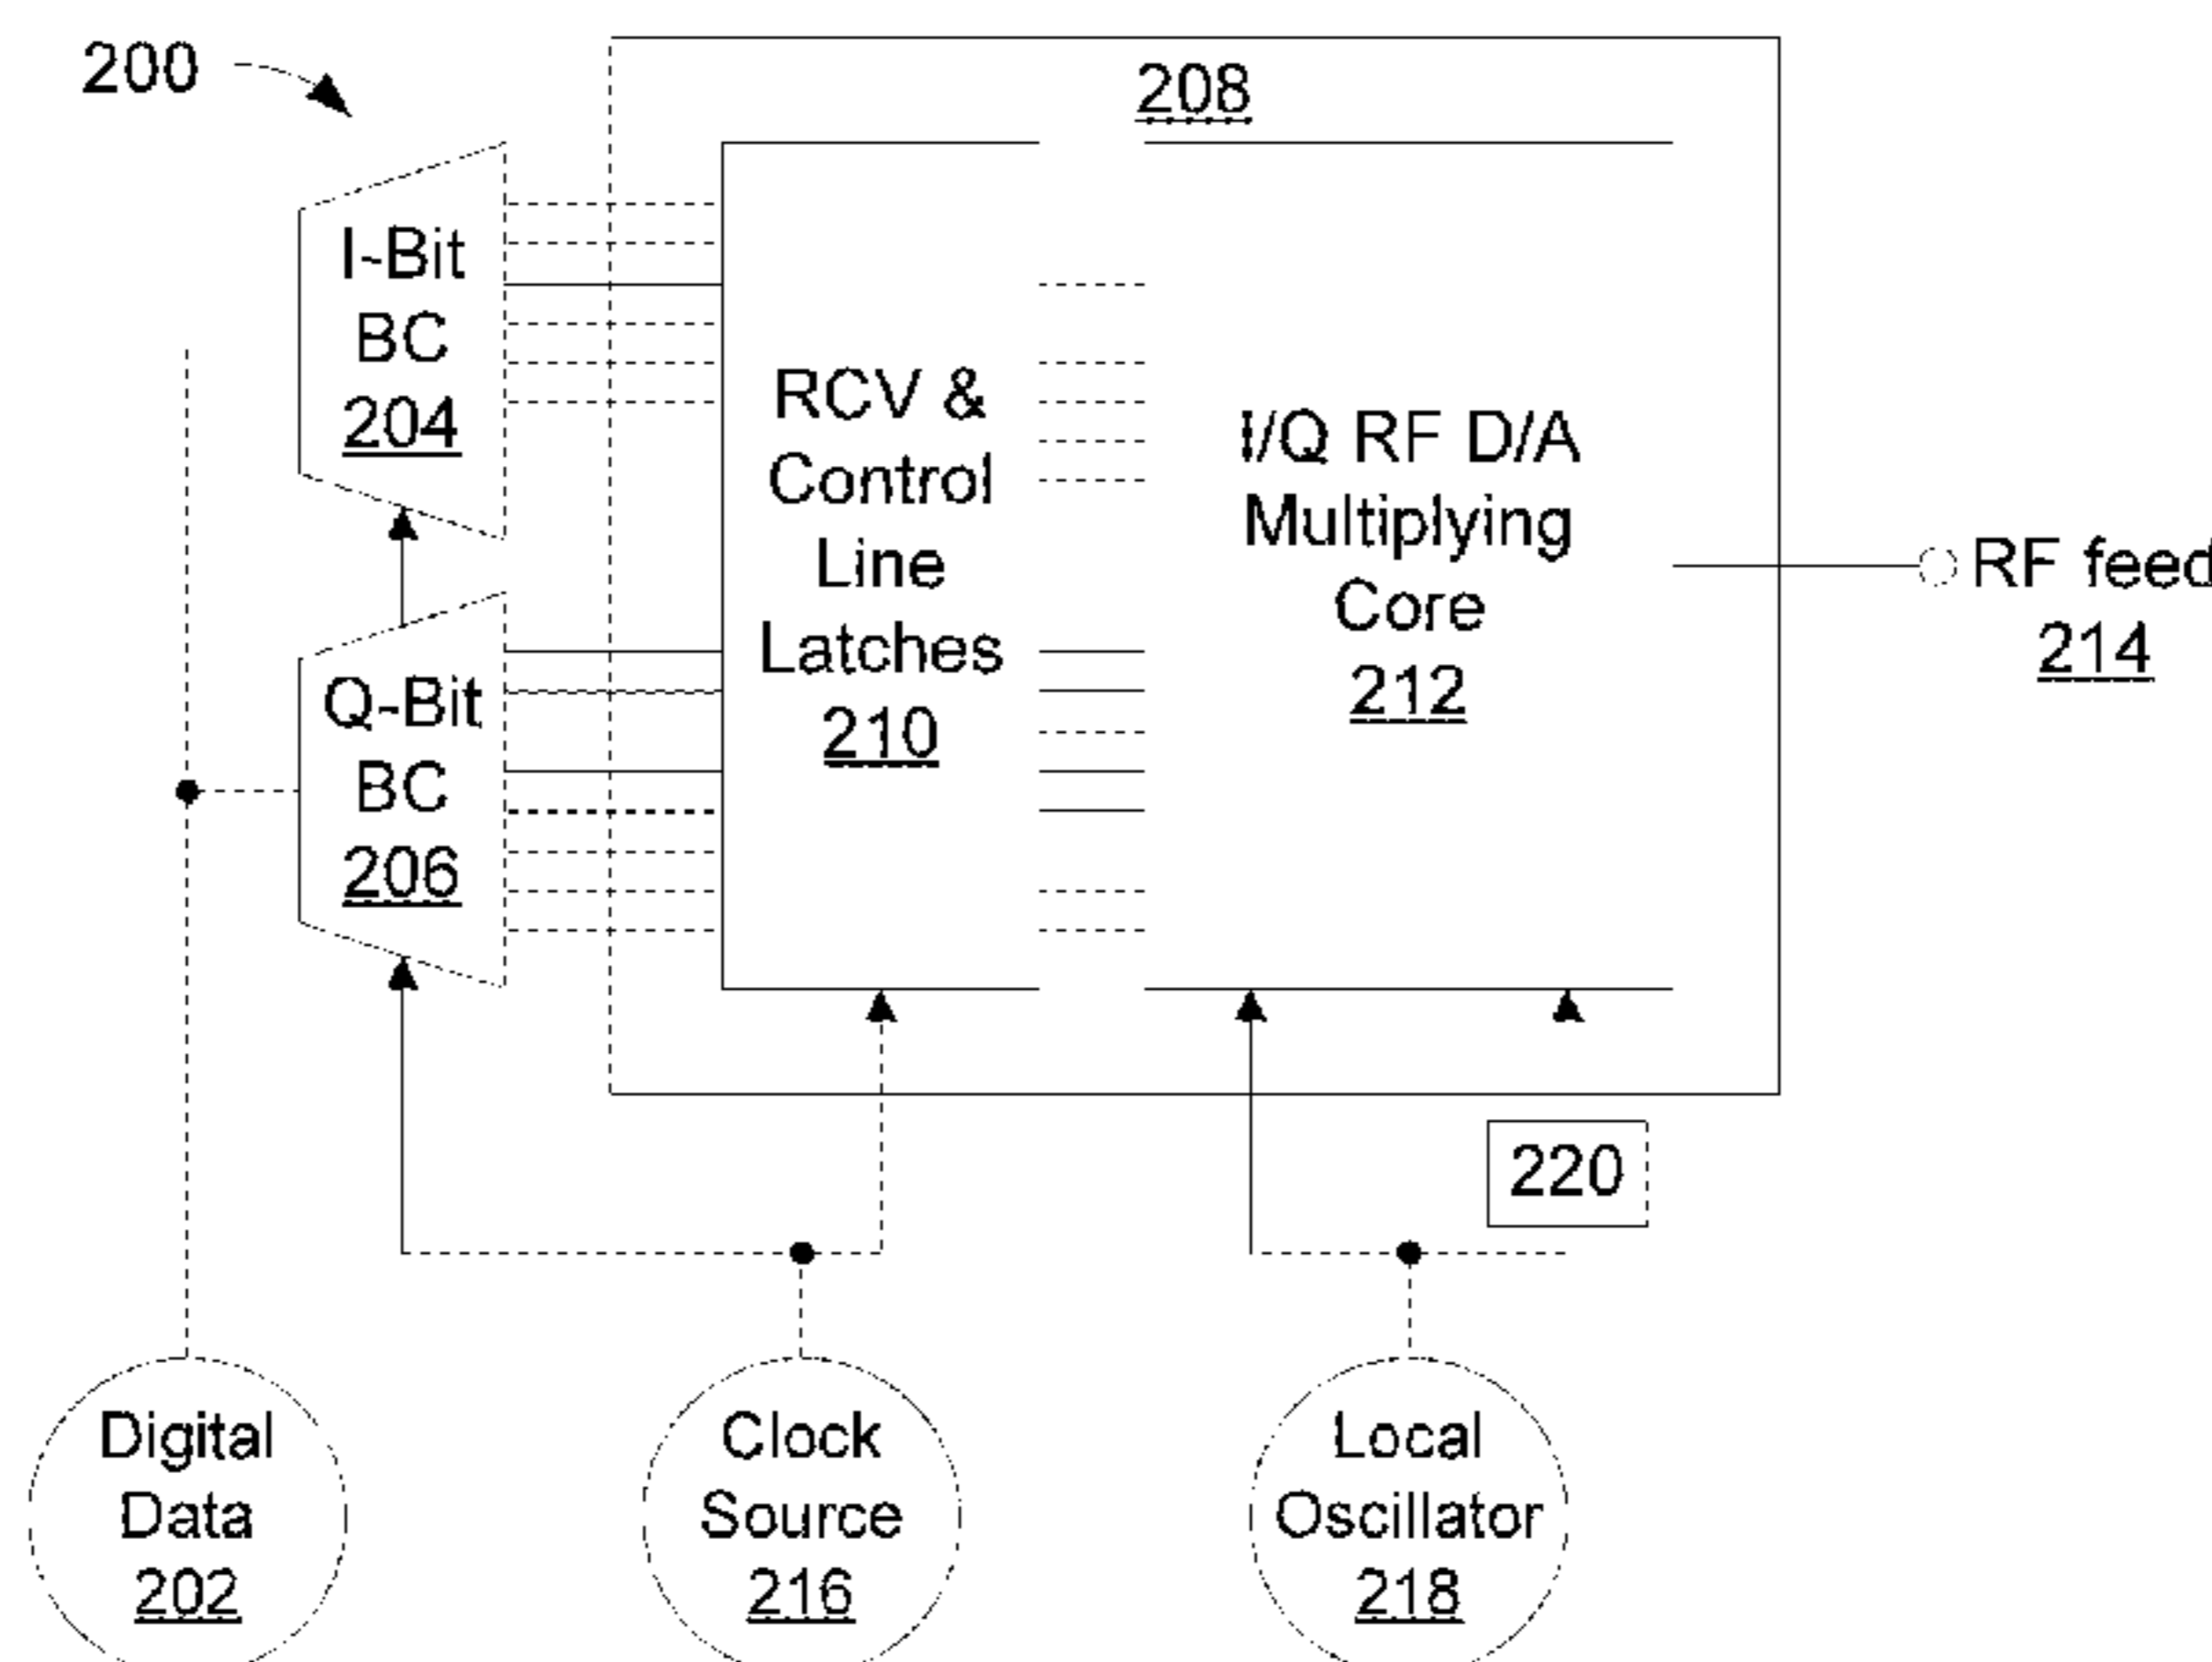 200
208
I-Bit
BC
204
RCV &
Control
Line
Latches
210
I/Q RF D/A
Multiplying
Core
212
RF feed
214
Q-Bit
BC
206
220
Digital
Data
202
Clock
Source
216
Local
Oscillator
218